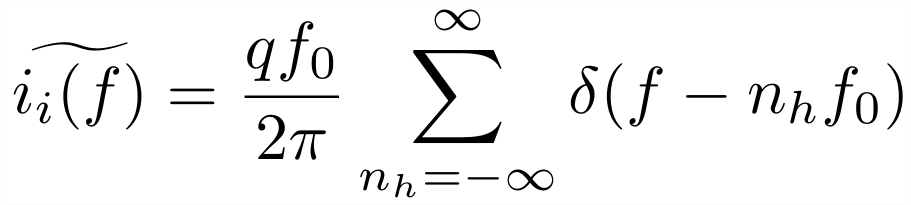 $\widetilde{i_i(f)} = \frac{q f_0}{2\pi} \sum_{n_h=-\infty}^{\infty} \delta(f - n_h f_0)$